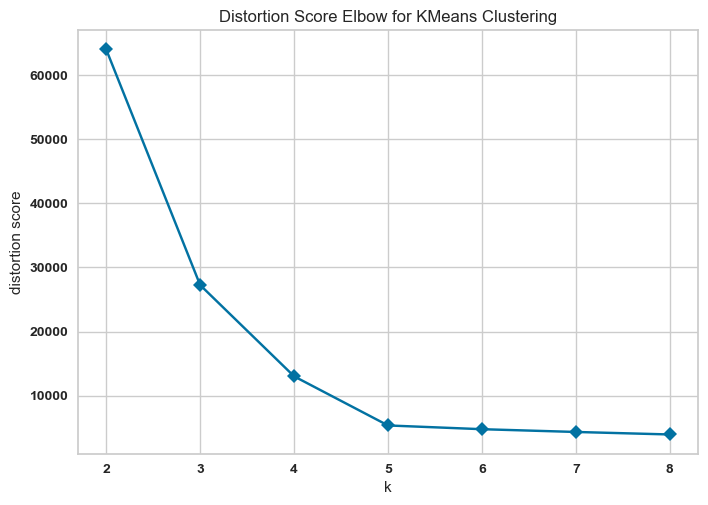 Distortion Score Elbow for KMeans Clustering
60000
50000
40000
30000
20000
10000
distortion score
2 3 4 5 6 7 8
k